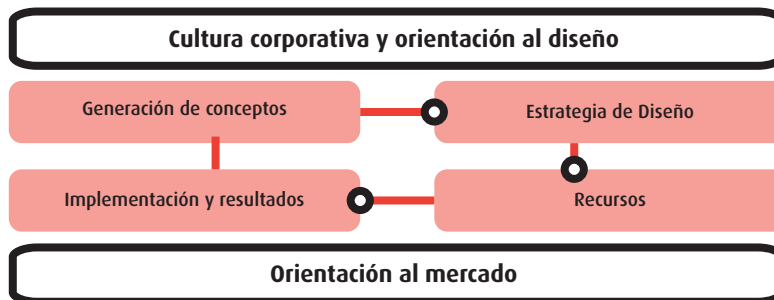 Cultura corporativa y orientación al diseño
Generación de conceptos
Estrategia de Diseño
Implementación y resultados
Recursos
Orientación al mercado